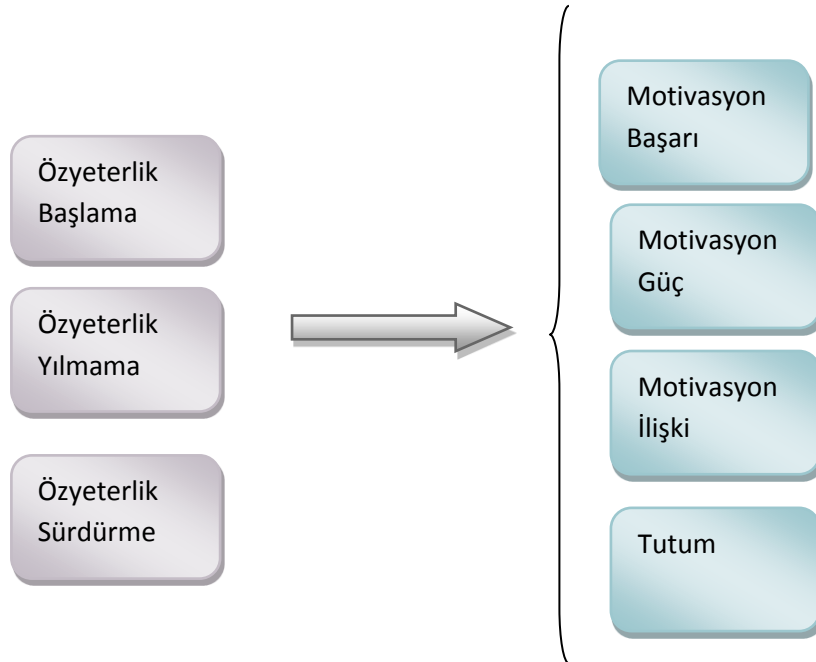 Özyeterlik
Başlama
Özyeterlik
Yılmama
Özyeterlik
Sürdürme
Motivasyon
Başarı
Motivasyon
Güç
Motivasyon
İlişki
Tutum